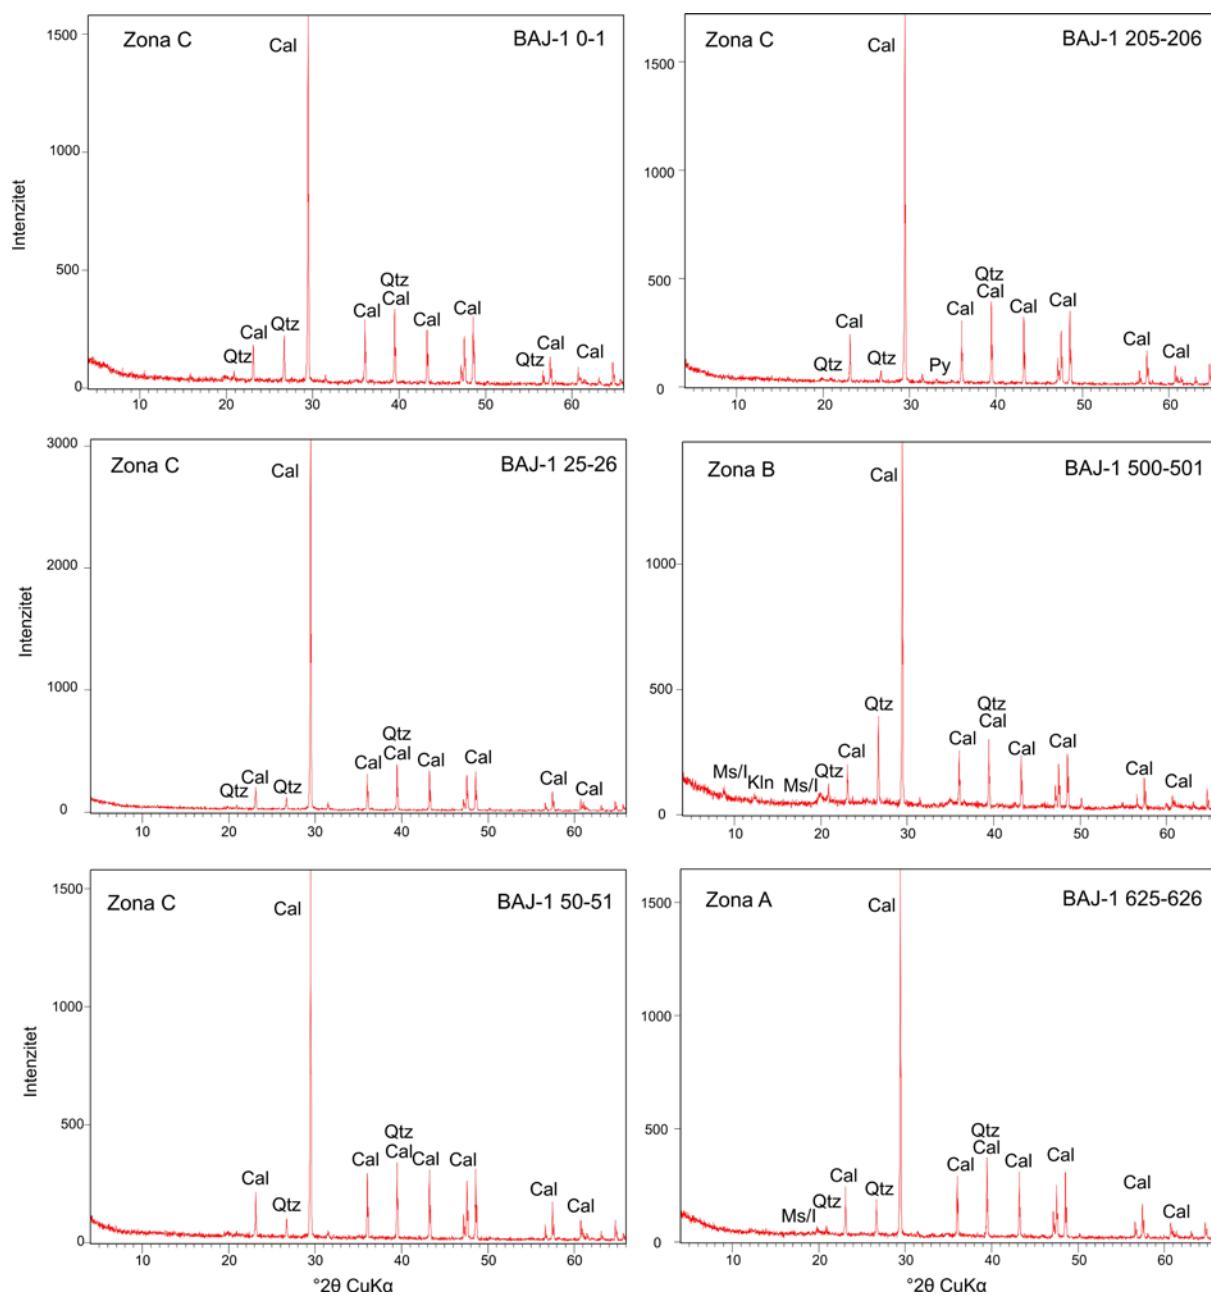 Zona C
Cal
BAJ-1 0-1
1500
1000
500
0
Intenzitet
Qtz
Cal
Qtz
Cal
Qtz
Cal
Cal
Cal
Qtz
Cal
Cal
10 20 30 40 50 60
Zona C
Cal
BAJ-1 205-206
1500
1000
500
0
Qtz
Cal
Qtz
Py
Cal
Qtz
Cal
Cal
Cal
Cal
Cal
10 20 30 40 50 60
Zona C
Cal
BAJ-1 25-26
3000
2000
1000
0
Intenzitet
Qtz
Cal
Qtz
Cal
Qtz
Cal
Cal
Cal
Cal
Cal
10 20 30 40 50 60
Zona B
Cal
BAJ-1 500-501
1000
500
0
Ms/I
Kln
Ms/I
Qtz
Cal
Qtz
Cal
Qtz
Cal
Cal
Cal
Cal
Cal
10 20 30 40 50 60
Zona C
Cal
BAJ-1 50-51
1500
1000
500
0
Intenzitet
Cal
Qtz
Cal
Qtz
Cal
Cal
Cal
Cal
Cal
10 20 30 40 50 60
°2θ CuKα
Zona A
Cal
BAJ-1 625-626
1500
1000
500
0
Ms/I
Qtz
Cal
Qtz
Cal
Qtz
Cal
Cal
Cal
Cal
Cal
10 20 30 40 50 60
°2θ CuKα